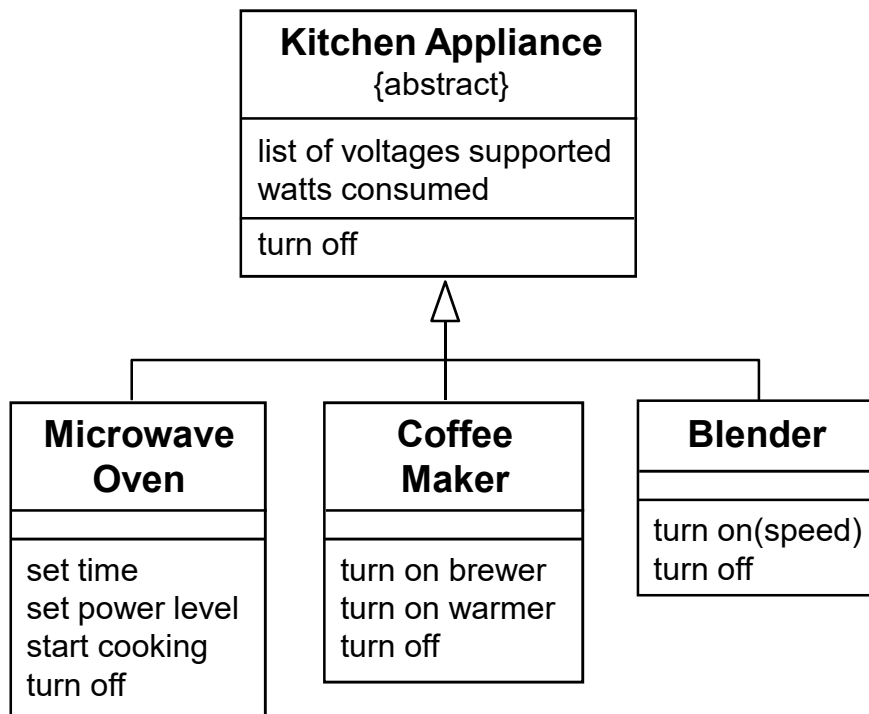 Kitchen Appliance
{abstract}
list of voltages supported
watts consumed
turn off
Microwave
Oven
set time
set power level
start cooking
turn off
Coffee
Maker
turn on brewer
turn on warmer
turn off
Blender
turn on(speed)
turn off